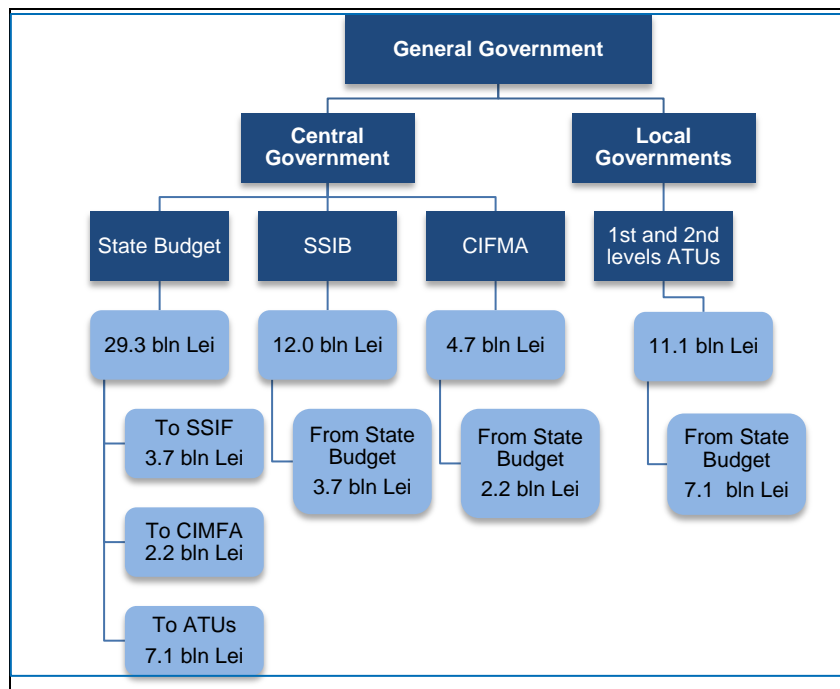 General Government
Central
Government
Local
Governments
State Budget
SSIB
CIFMA
1st and 2nd
levels ATUs
29.3 bln Lei
12.0 bln Lei
4.7 bln Lei
11.1 bln Lei
To SSIF
3.7 bln Lei
From State
Budget
3.7 bln Lei
From State
Budget
2.2 bln Lei
From State
Budget
7.1 bln Lei
To CIMFA
2.2 bln Lei
To ATUs
7.1 bln Lei